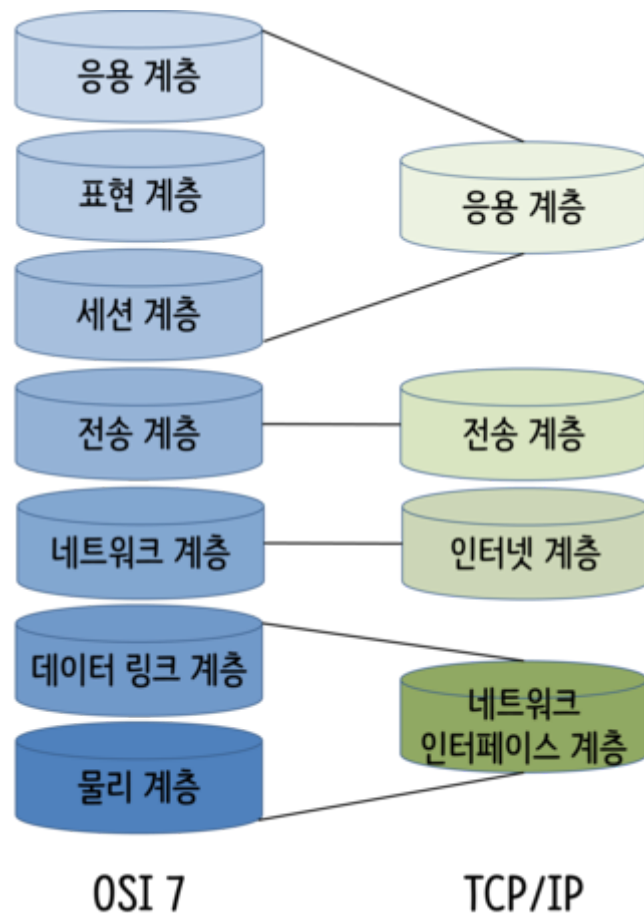 응용 계층
표현 계층
세션 계층
전송 계층
네트워크 계층
데이터 링크 계층
물리 계층
OSI 7
응용 계층
전송 계층
인터넷 계층
네트워크
인터페이스 계층
TCP/IP